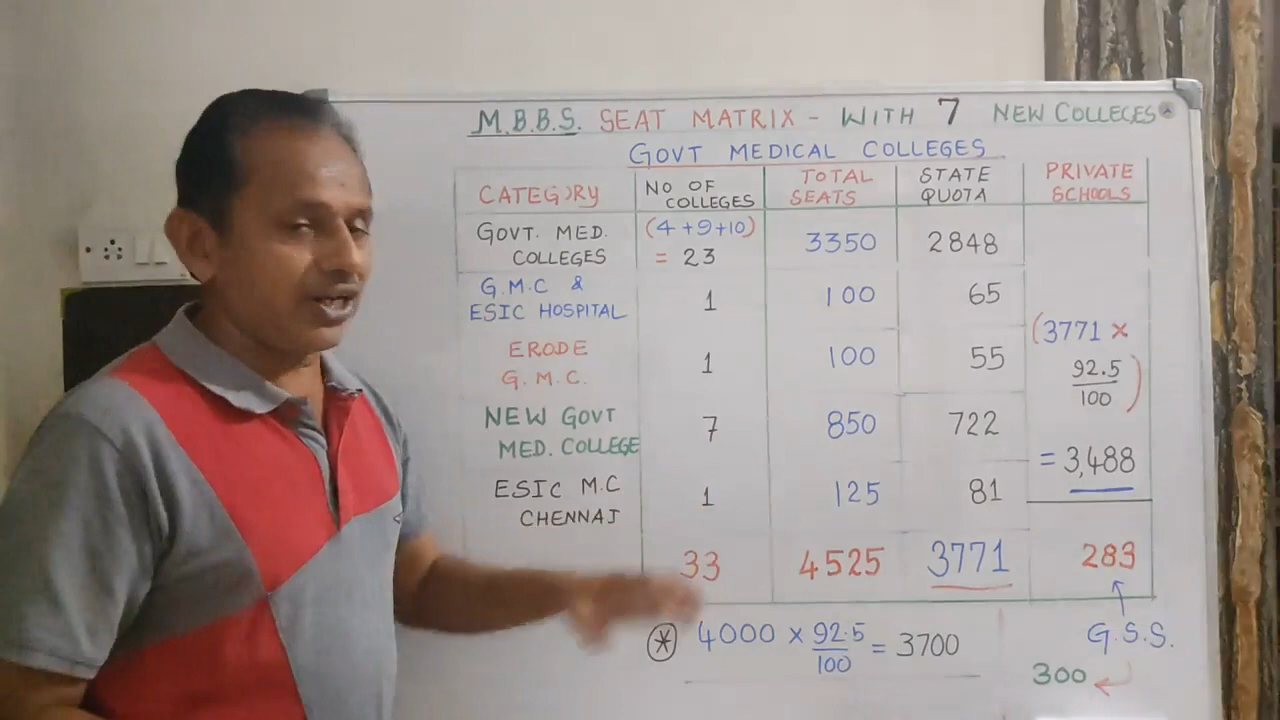 M.B.B.S. SEAT MATRIX - WITH 7 NEW COLLEGES
GOVT MEDICAL COLLEGES
CATEGORY
NO OF COLLEGES
TOTAL SEATS
STATE QUOTA
PRIVATE SCHOOLS
GOVT. MED. COLLEGES
(4+9+10) = 23
3350
2848
G.M.C & ESIC HOSPITAL
1
100
65
ERODE G.M.C.
1
100
55
NEW GOVT MED. COLLEGE
7
850
722
ESIC M.C CHENNAI
1
125
81
(3771 × 92.5/100)
= 3,488
33
4525
3771
283
G.S.S.
300
* 4000 × 92.5/100 = 3700